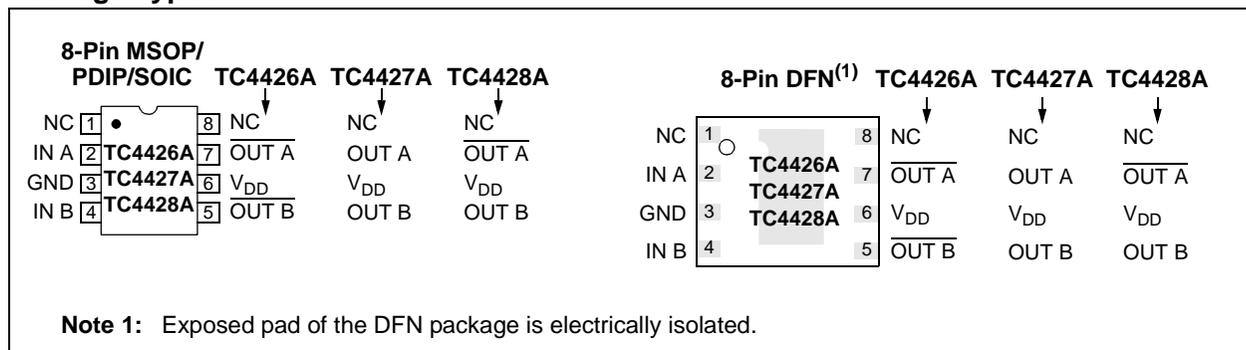 8-Pin MSOP/
PDIP/SOIC TC4426A TC4427A TC4428A
NC 1 8 NC NC NC
IN A 2 TC4426A 7 OUT A OUT A OUT A
GND 3 TC4427A 6 VDD VDD VDD
IN B 4 TC4428A 5 OUT B OUT B OUT B
8-Pin DFN(1) TC4426A TC4427A TC4428A
NC 1 8 NC NC NC
IN A 2 TC4426A 7 OUT A OUT A OUT A
TC4427A
GND 3 TC4428A 6 VDD VDD VDD
IN B 4 5 OUT B OUT B OUT B
Note 1: Exposed pad of the DFN package is electrically isolated.